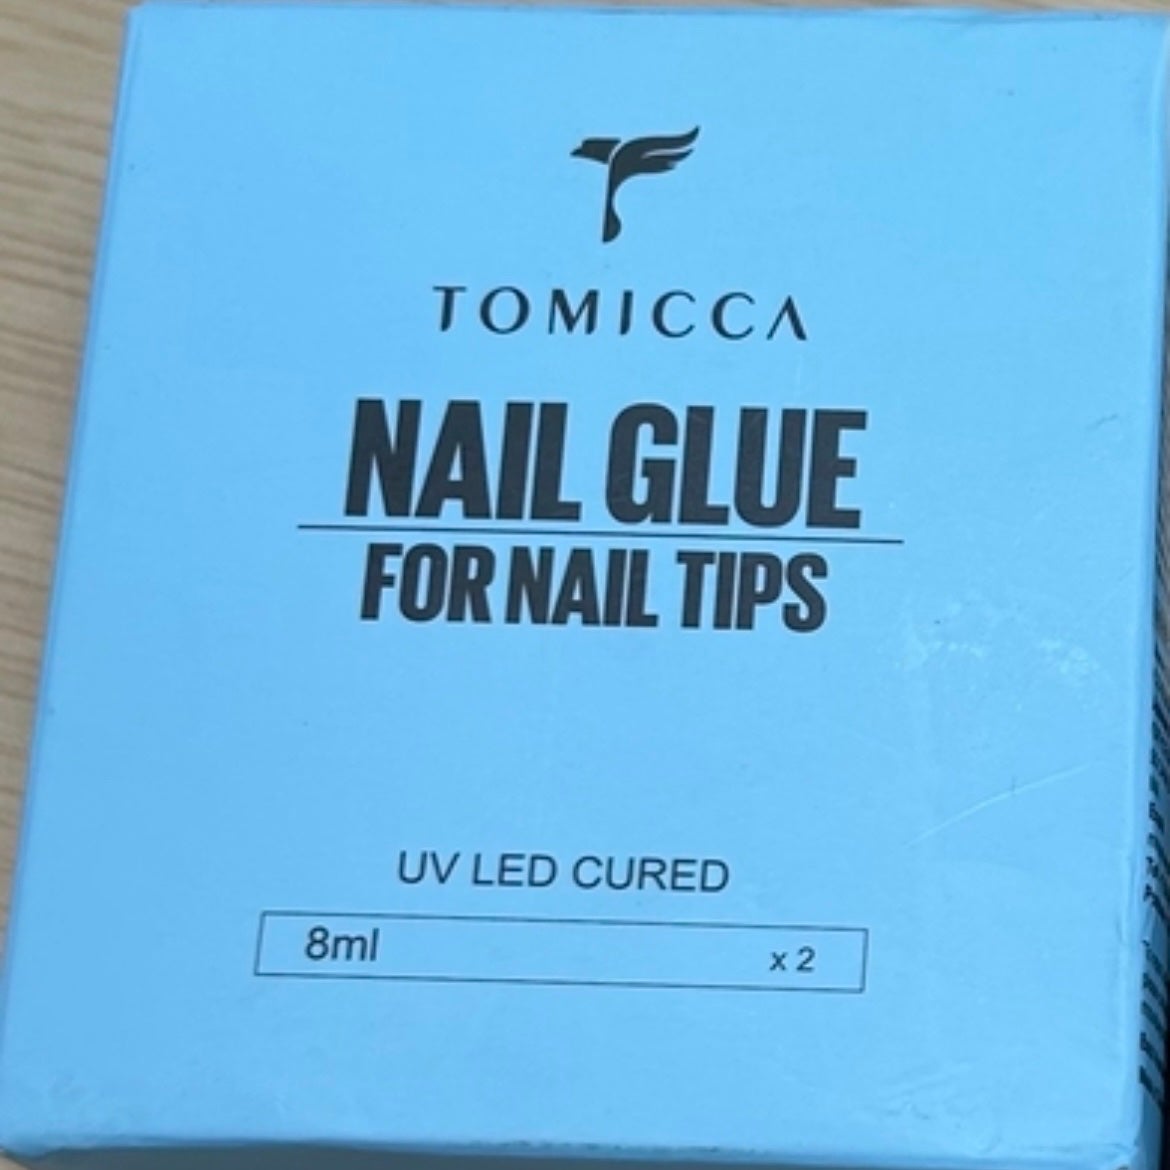 TOMICCA
NAIL GLUE
FOR NAIL TIPS
UV LED CURED
8ml x 2